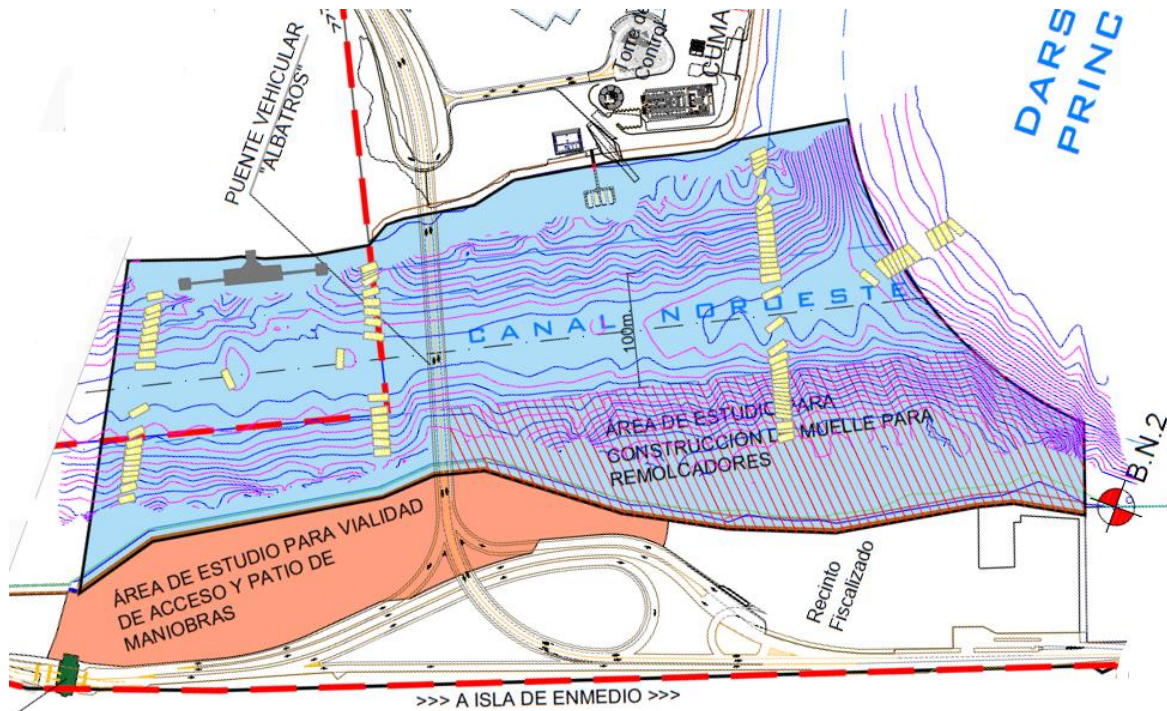 DARS
PRINC
Torre de
Control
CUMA
PUENTE VEHICULAR
"ALBATROS"
CANAL NOROESTE
100m
ÁREA DE ESTUDIO PARA
CONSTRUCCIÓN DE MUELLE PARA
REMOLCADORES
B.N.2
ÁREA DE ESTUDIO PARA VIALIDAD
DE ACCESO Y PATIO DE
MANIOBRAS
Recinto
Fiscalizado
>>> A ISLA DE ENMEDIO >>>